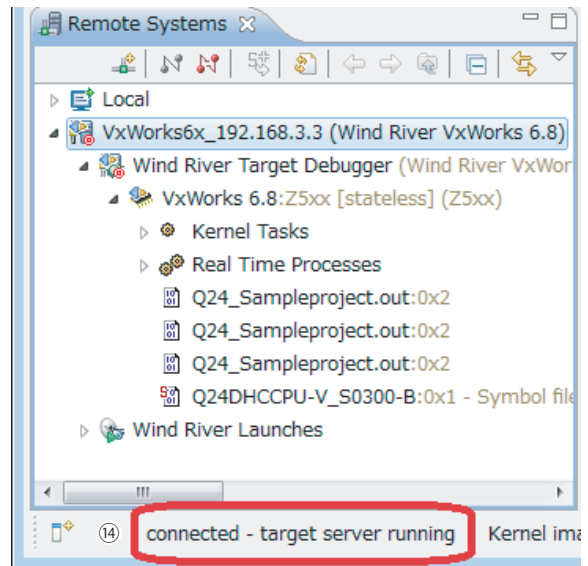 Remote Systems
Local
VxWorks6x_192.168.3.3 (Wind River VxWorks 6.8)
Wind River Target Debugger (Wind River VxWor
VxWorks 6.8:Z5xx [stateless] (Z5xx)
Kernel Tasks
Real Time Processes
Q24_Sampleproject.out:0x2
Q24_Sampleproject.out:0x2
Q24_Sampleproject.out:0x2
Q24DHCCPU-V_S0300-B:0x1 - Symbol file
Wind River Launches
⑭ connected - target server running Kernel ima